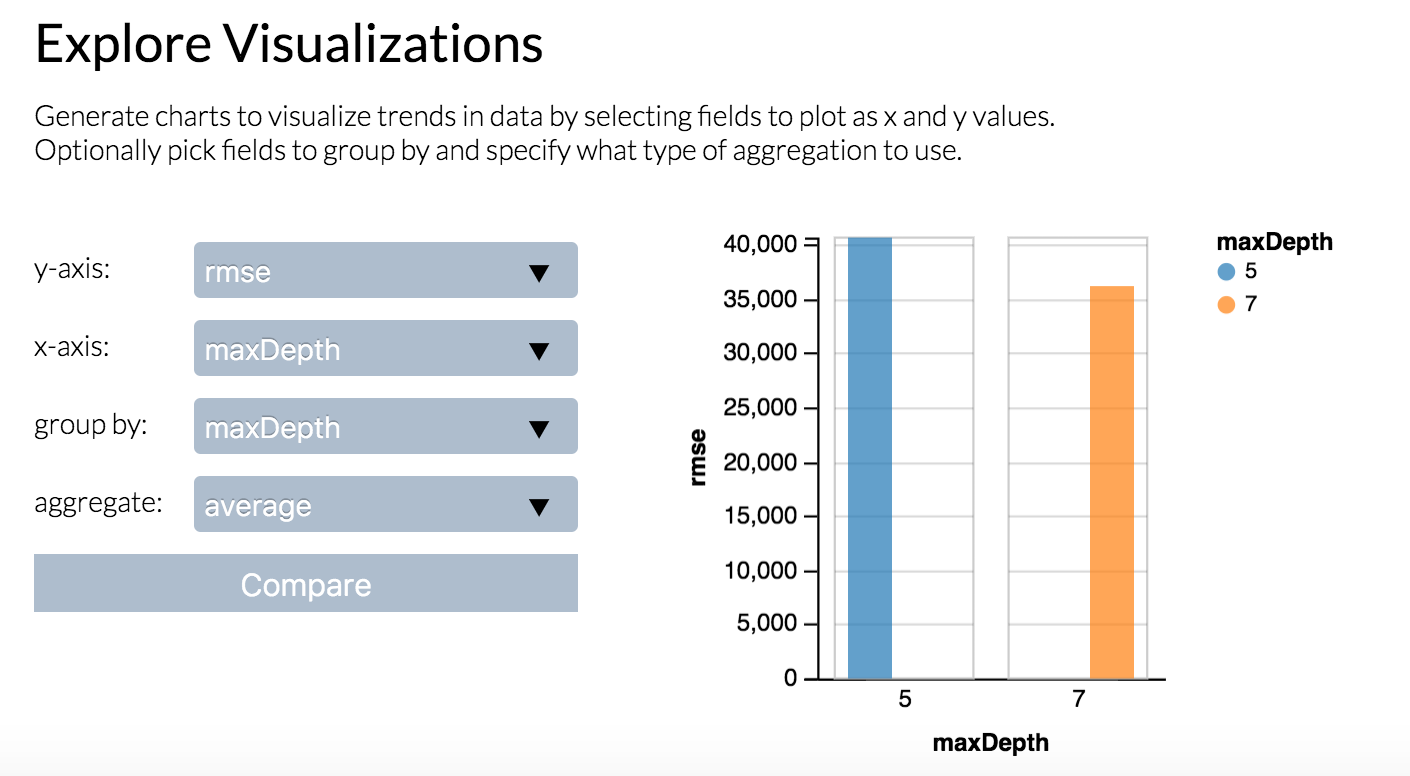 Explore Visualizations
Generate charts to visualize trends in data by selecting fields to plot as x and y values.
Optionally pick fields to group by and specify what type of aggregation to use.
y-axis: rmse
x-axis: maxDepth
group by: maxDepth
aggregate: average
Compare
rmse
40,000
35,000
30,000
25,000
20,000
15,000
10,000
5,000
0
5 7
maxDepth
maxDepth
5
7